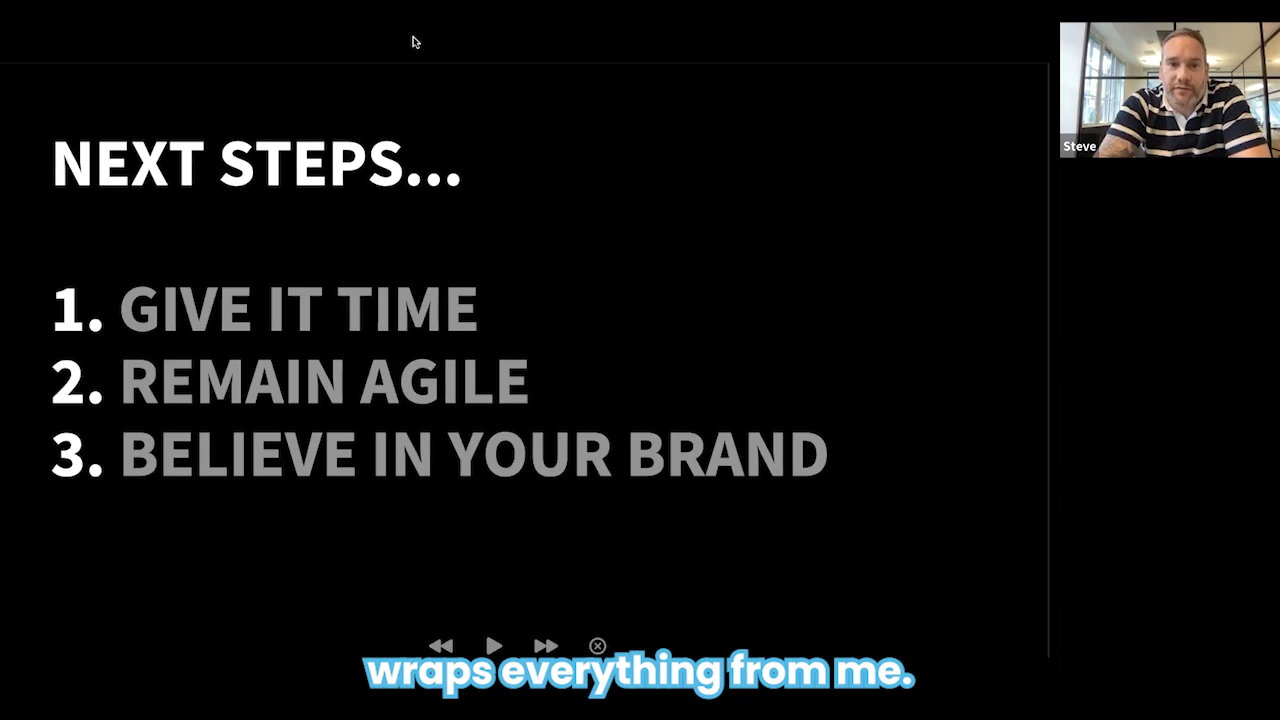 NEXT STEPS...
1. GIVE IT TIME
2. REMAIN AGILE
3. BELIEVE IN YOUR BRAND
Steve
wraps everything from me.